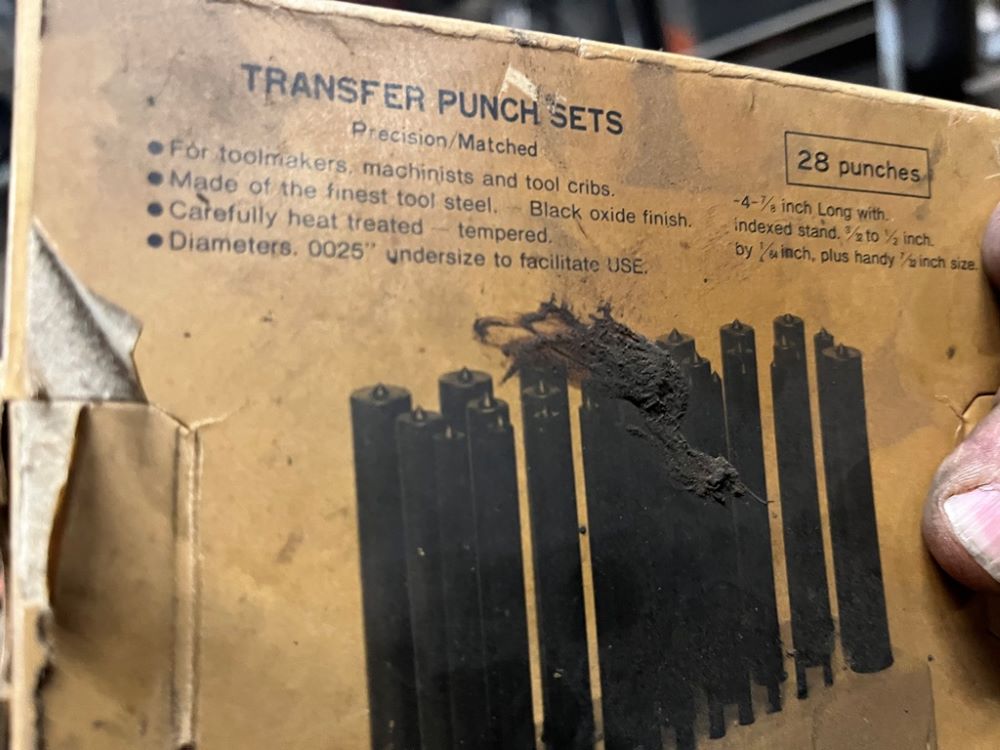 TRANSFER PUNCH SETS
Precision/Matched
● For toolmakers, machinists and tool cribs.
● Made of the finest tool steel. — Black oxide finish.
● Carefully heat treated — tempered.
● Diameters. 0025" undersize to facilitate USE.
28 punches
-4-7/8 inch Long with.
indexed stand. 3/32 to 1/2 inch.
by 1/64 inch, plus handy 17/32 inch size.